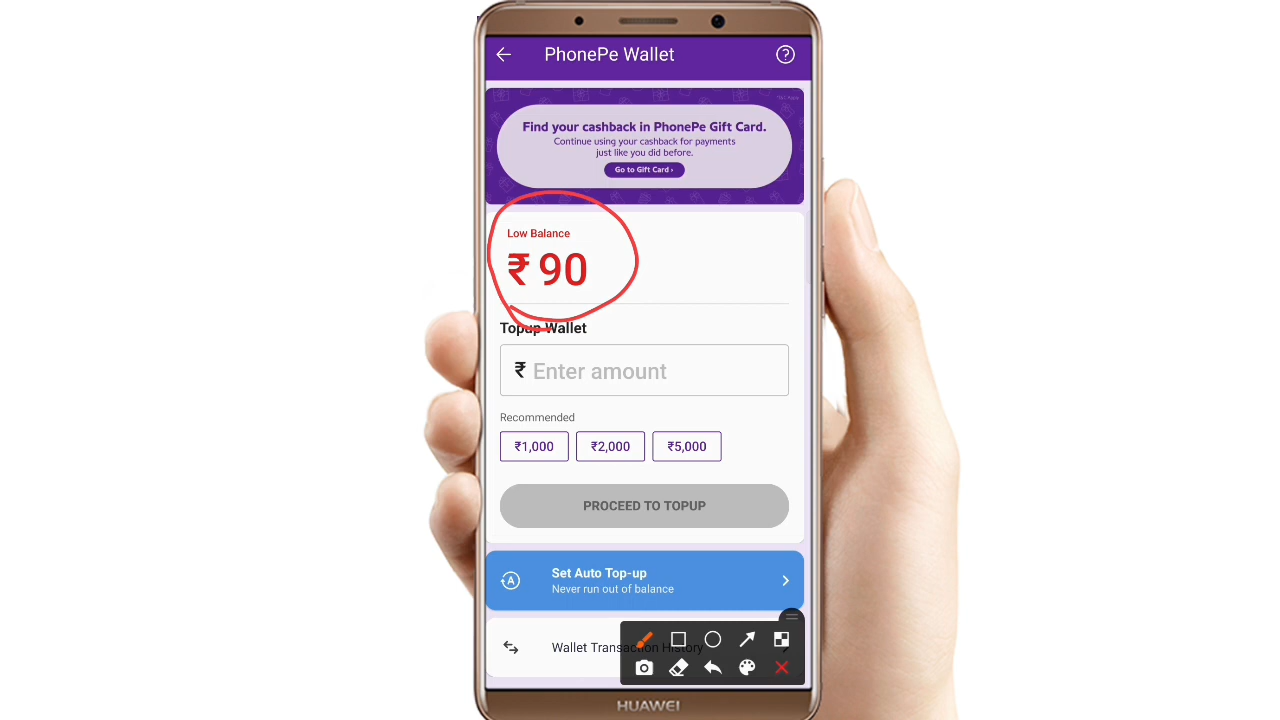 PhonePe Wallet
Find your cashback in PhonePe Gift Card.
Continue using your cashback for payments
just like you did before.
Go to Gift Card ›
Low Balance
₹ 90
Topup Wallet
₹ Enter amount
Recommended
₹1,000 ₹2,000 ₹5,000
PROCEED TO TOPUP
Set Auto Top-up
Never run out of balance
A
Wallet Transaction History
HUAWEI